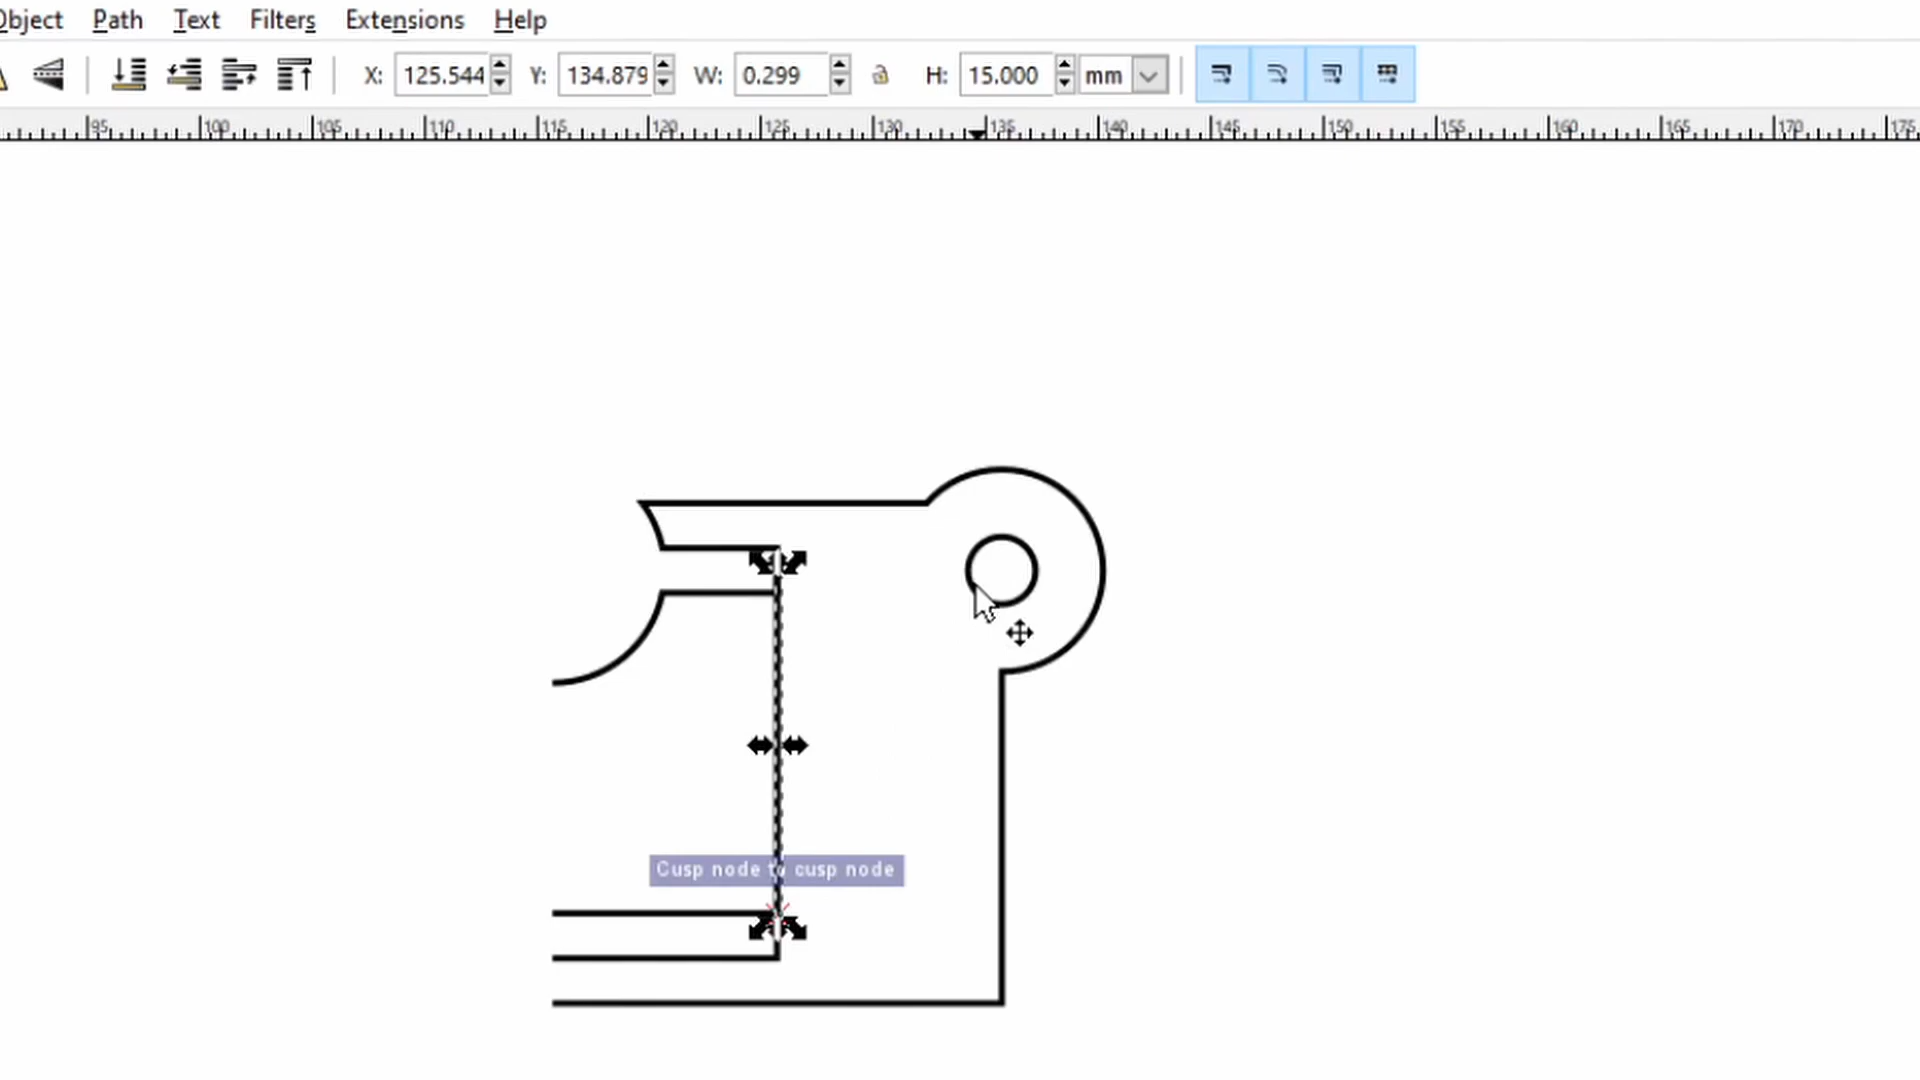 Object Path Text Filters Extensions Help
X: 125.544 Y: 134.879 W: 0.299 H: 15.000 mm
95 100 105 110 115 120 125 130 135 140 145 150 155 160 165 170 175
Cusp node to cusp node